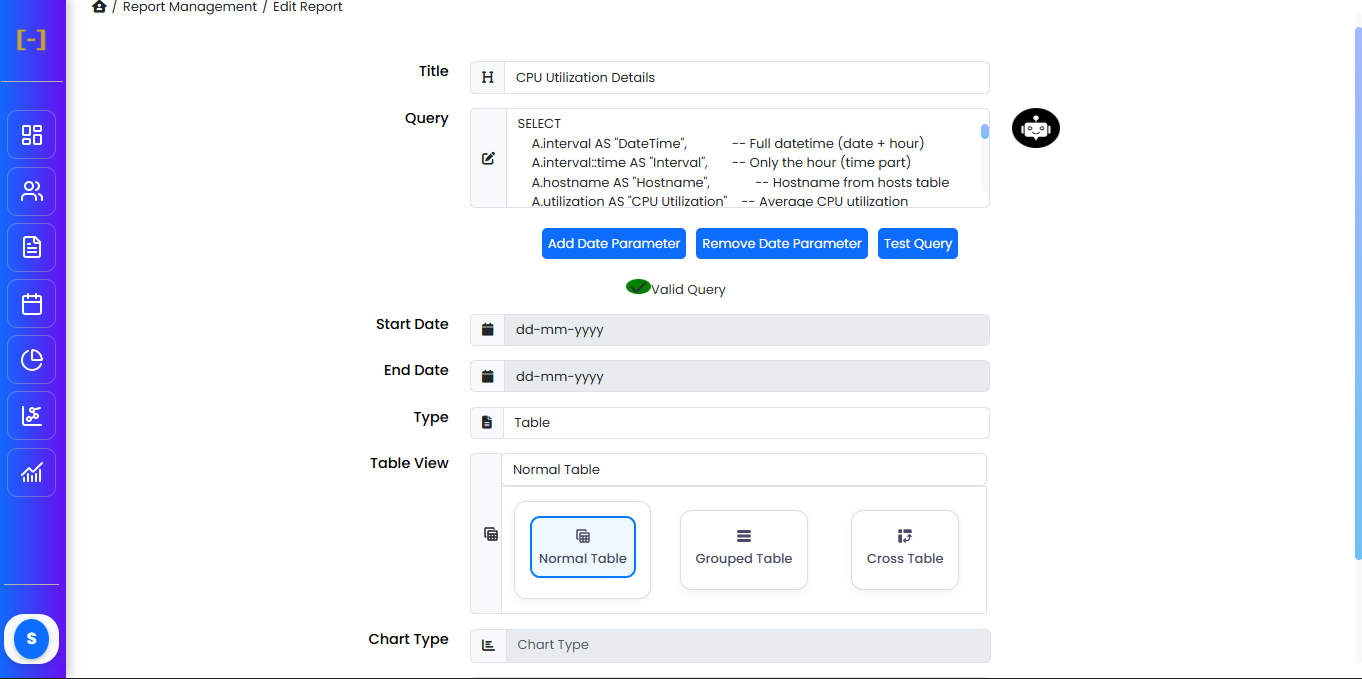 / Report Management / Edit Report
[-]
Title
CPU Utilization Details
Query
SELECT
A.interval AS "DateTime", -- Full datetime (date + hour)
A.interval::time AS "Interval", -- Only the hour (time part)
A.hostname AS "Hostname", -- Hostname from hosts table
A.utilization AS "CPU Utilization" -- Average CPU utilization
Add Date Parameter Remove Date Parameter Test Query
Valid Query
Start Date
dd-mm-yyyy
End Date
dd-mm-yyyy
Type
Table
Table View
Normal Table
Normal Table Grouped Table Cross Table
Chart Type
Chart Type
S